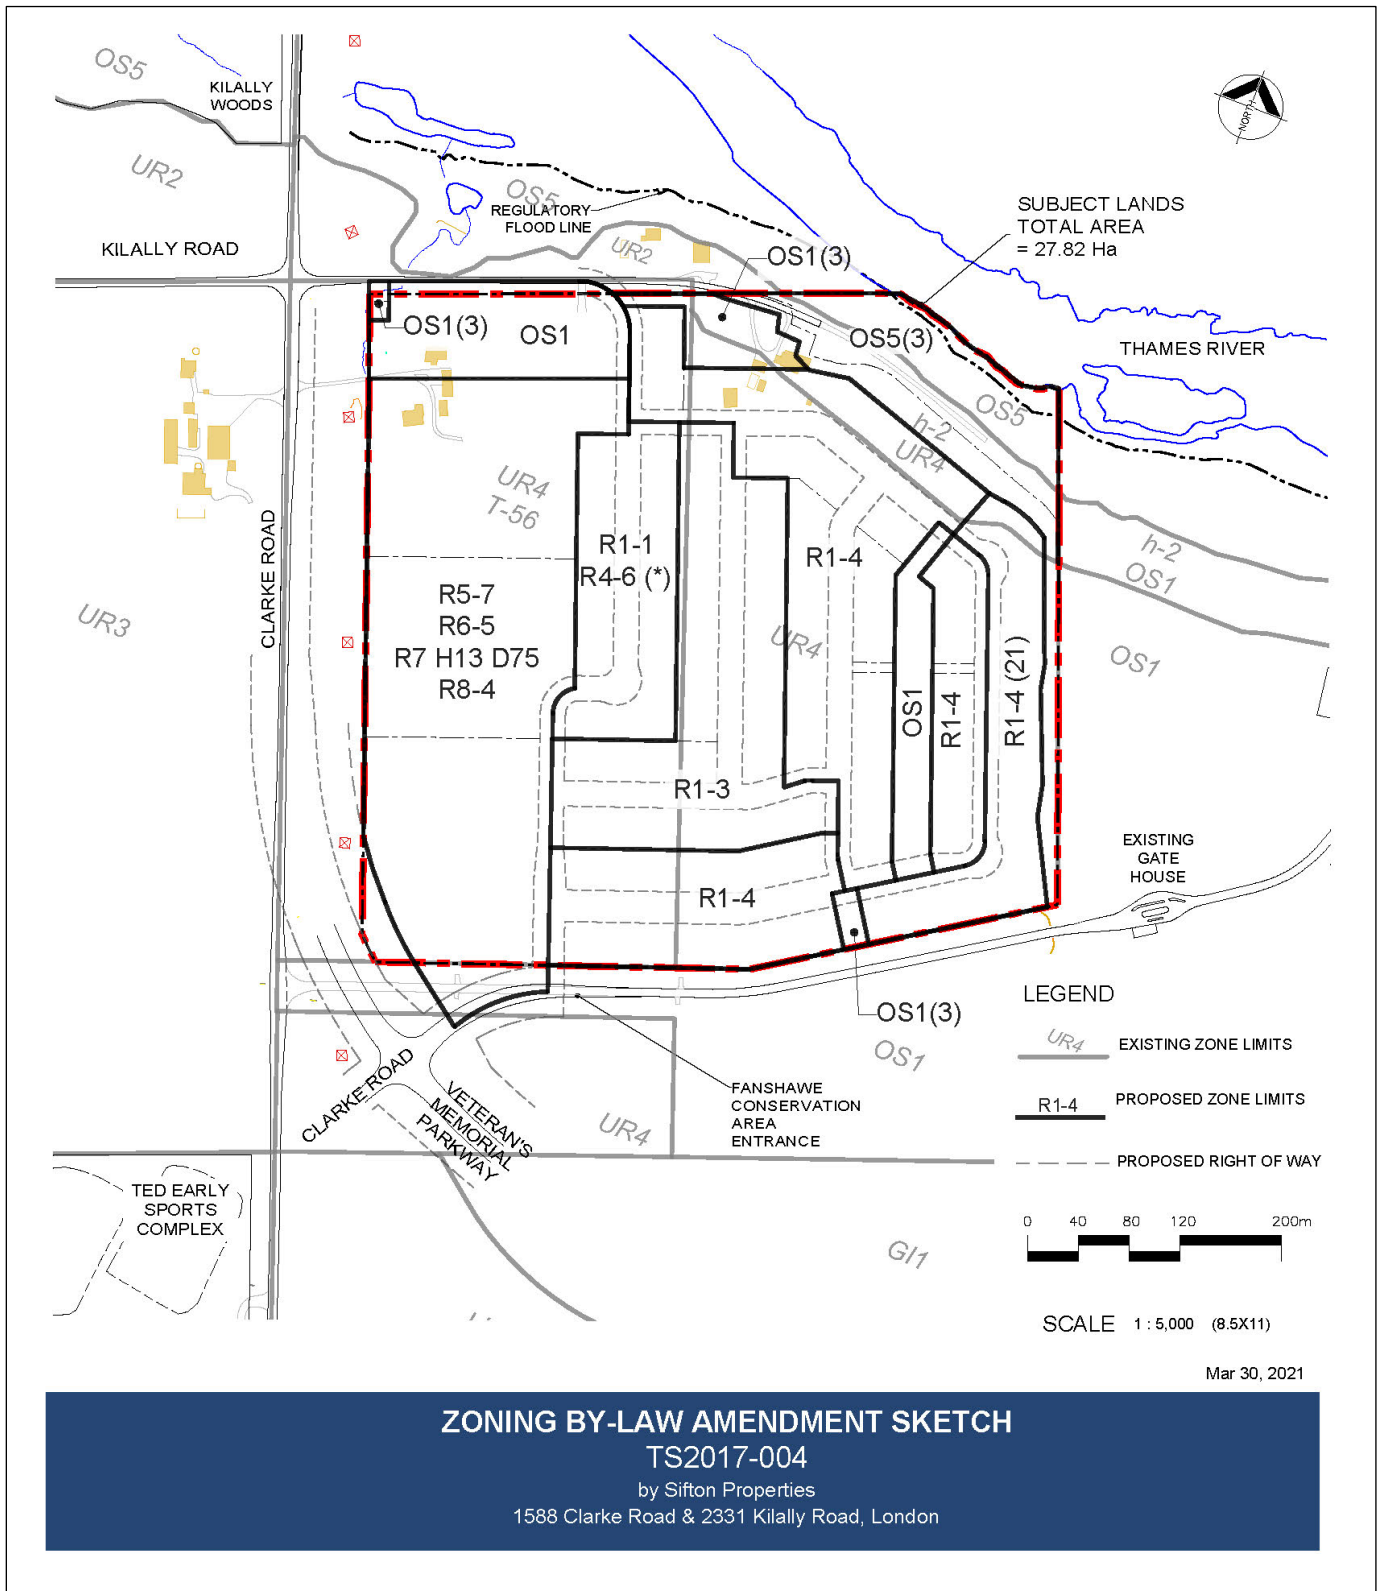 OS5
KILALLY
WOODS
UR2
KILALLY ROAD
NORTH
OS5
REGULATORY
FLOOD LINE
UR2
OS1(3)
SUBJECT LANDS
TOTAL AREA
= 27.82 Ha
OS1(3)
OS1
OS5(3)
THAMES RIVER
OS5
h-2
UR4
UR4
T-56
R1-1
R4-6 (*)
R1-4
h-2
OS1
CLARKE ROAD
UR3
R5-7
R6-5
R7 H13 D75
R8-4
UR4
OS1
R1-4
R1-4 (21)
OS1
R1-3
R1-4
EXISTING
GATE
HOUSE
OS1(3)
OS1
LEGEND
UR4
EXISTING ZONE LIMITS
R1-4
PROPOSED ZONE LIMITS
PROPOSED RIGHT OF WAY
CLARKE ROAD
VETERAN'S
MEMORIAL
PARKWAY
FANSHAWE
CONSERVATION
AREA
ENTRANCE
UR4
TED EARLY
SPORTS
COMPLEX
GI1
0 40 80 120 200m
SCALE 1 : 5,000 (8.5X11)
Mar 30, 2021
ZONING BY-LAW AMENDMENT SKETCH
TS2017-004
by Sifton Properties
1588 Clarke Road & 2331 Kilally Road, London